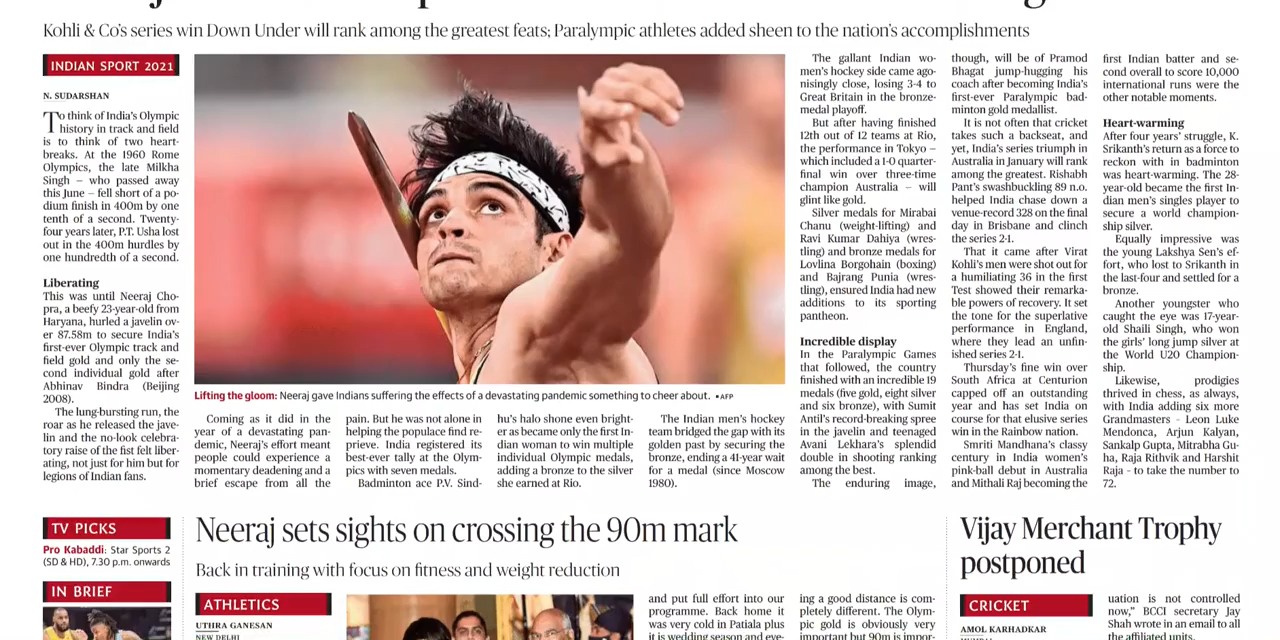 Kohli & Co's series win Down Under will rank among the greatest feats; Paralympic athletes added sheen to the nation's accomplishments
INDIAN SPORT 2021
N. SUDARSHAN
To think of India's Olympic
history in track and field
is to think of two heart-
breaks. At the 1960 Rome
Olympics, the late Milkha
Singh – who passed away
this June – fell short of a po-
dium finish in 400m by one
tenth of a second. Twenty-
four years later, P.T. Usha lost
out in the 400m hurdles by
one hundredth of a second.
Liberating
This was until Neeraj Cho-
pra, a beefy 23-year-old from
Haryana, hurled a javelin ov-
er 87.58m to secure India's
first-ever Olympic track and
field gold and only the se-
cond individual gold after
Abhinav Bindra (Beijing
2008).
The lung-bursting run, the
roar as he released the jave-
lin and the no-look celebra-
tory raise of the fist felt liber-
ating, not just for him but for
legions of Indian fans.
Lifting the gloom: Neeraj gave Indians suffering the effects of a devastating pandemic something to cheer about. •AFP
Coming as it did in the
year of a devastating pan-
demic, Neeraj's effort meant
people could experience a
momentary deadening and a
brief escape from all the
pain. But he was not alone in
helping the populace find re-
prieve. India registered its
best-ever tally at the Olym-
pics with seven medals.
Badminton ace P.V. Sind-
hu's halo shone even bright-
er as became only the first In-
dian woman to win multiple
individual Olympic medals,
adding a bronze to the silver
she earned at Rio.
The Indian men's hockey
team bridged the gap with its
golden past by securing the
bronze, ending a 41-year wait
for a medal (since Moscow
1980).
The gallant Indian wo-
men's hockey side came ago-
nisingly close, losing 3-4 to
Great Britain in the bronze-
medal playoff.
But after having finished
12th out of 12 teams at Rio,
the performance in Tokyo –
which included a 1-0 quarter-
final win over three-time
champion Australia – will
glint like gold.
Silver medals for Mirabai
Chanu (weight-lifting) and
Ravi Kumar Dahiya (wres-
tling) and bronze medals for
Lovlina Borgohain (boxing)
and Bajrang Punia (wres-
tling), ensured India had new
additions to its sporting
pantheon.
Incredible display
In the Paralympic Games
that followed, the country
finished with an incredible 19
medals (five gold, eight silver
and six bronze), with Sumit
Antil's record-breaking spree
in the javelin and teenaged
Avani Lekhara's splendid
double in shooting ranking
among the best.
The enduring image,
though, will be of Pramod
Bhagat jump-hugging his
coach after becoming India's
first-ever Paralympic bad-
minton gold medallist.
It is not often that cricket
takes such a backseat, and
yet, India's series triumph in
Australia in January will rank
among the greatest. Rishabh
Pant's swashbuckling 89 n.o.
helped India chase down a
venue-record 328 on the final
day in Brisbane and clinch
the series 2-1.
That it came after Virat
Kohli's men were shot out for
a humiliating 36 in the first
Test showed their remarka-
ble powers of recovery. It set
the tone for the superlative
performance in England,
where they lead an unfin-
ished series 2-1.
Thursday's fine win over
South Africa at Centurion
capped off an outstanding
year and has set India on
course for that elusive series
win in the Rainbow nation.
Smriti Mandhana's classy
century in India women's
pink-ball debut in Australia
and Mithali Raj becoming the
first Indian batter and se-
cond overall to score 10,000
international runs were the
other notable moments.
Heart-warming
After four years' struggle, K.
Srikanth's return as a force to
reckon with in badminton
was heart-warming. The 28-
year-old became the first In-
dian men's singles player to
secure a world champion-
ship silver.
Equally impressive was
the young Lakshya Sen's ef-
fort, who lost to Srikanth in
the last-four and settled for a
bronze.
Another youngster who
caught the eye was 17-year-
old Shaili Singh, who won
the girls' long jump silver at
the World U20 Champion-
ship.
Likewise, prodigies
thrived in chess, as always,
with India adding six more
Grandmasters - Leon Luke
Mendonca, Arjun Kalyan,
Sankalp Gupta, Mitrabha Gu-
ha, Raja Rithvik and Harshit
Raja - to take the number to
72.
TV PICKS
Pro Kabaddi: Star Sports 2
(SD & HD), 7.30 p.m. onwards
IN BRIEF
Neeraj sets sights on crossing the 90m mark
Back in training with focus on fitness and weight reduction
ATHLETICS
UTHRA GANESAN
NEW DELHI
and put full effort into our
programme. Back home it
was very cold in Patiala plus
it is wedding season and eve-
ing a good distance is com-
pletely different. The Olym-
pic gold is obviously very
important but 90m is impor-
Vijay Merchant Trophy
postponed
CRICKET
AMOL KARHADKAR
uation is not controlled
now," BCCI secretary Jay
Shah wrote in an email to all
the affiliated units.